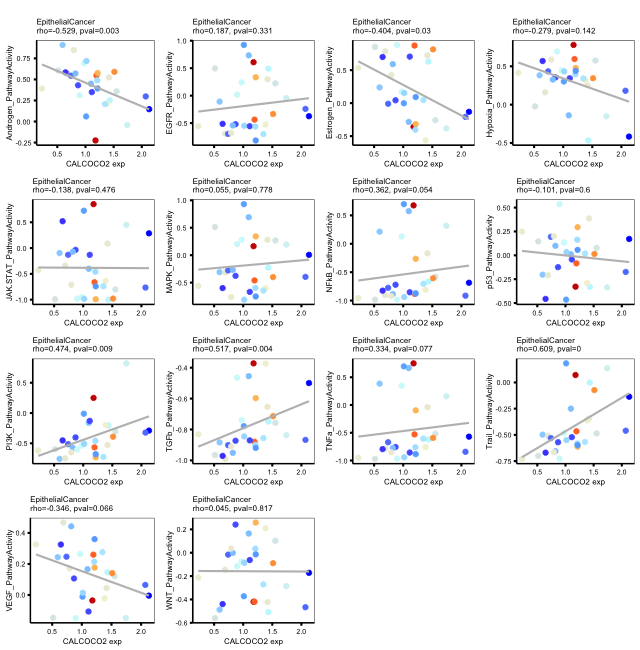 EpithelialCancer
rho=-0.529, pval=0.003
Androgen_PathwayActivity
0.75
0.50
0.25
0.00
-0.25
0.5 1.0 1.5 2.0
CALCOCO2 exp
EpithelialCancer
rho=0.187, pval=0.331
EGFR_PathwayActivity
1.0
0.5
0.0
-0.5
0.5 1.0 1.5 2.0
CALCOCO2 exp
EpithelialCancer
rho=-0.404, pval=0.03
Estrogen_PathwayActivity
0.5
0.0
-0.5
0.5 1.0 1.5 2.0
CALCOCO2 exp
EpithelialCancer
rho=-0.279, pval=0.142
Hypoxia_PathwayActivity
0.5
0.0
-0.5
0.5 1.0 1.5 2.0
CALCOCO2 exp
EpithelialCancer
rho=-0.138, pval=0.476
JAK.STAT_PathwayActivity
0.5
0.0
-0.5
-1.0
0.5 1.0 1.5 2.0
CALCOCO2 exp
EpithelialCancer
rho=0.055, pval=0.778
MAPK_PathwayActivity
1.0
0.5
0.0
-0.5
0.5 1.0 1.5 2.0
CALCOCO2 exp
EpithelialCancer
rho=0.362, pval=0.054
NFkB_PathwayActivity
0.5
0.0
-0.5
-1.0
0.5 1.0 1.5 2.0
CALCOCO2 exp
EpithelialCancer
rho=-0.101, pval=0.6
p53_PathwayActivity
0.50
0.25
0.00
-0.25
-0.50
0.5 1.0 1.5 2.0
CALCOCO2 exp
EpithelialCancer
rho=0.474, pval=0.009
PI3K_PathwayActivity
0.5
0.0
-0.5
0.5 1.0 1.5 2.0
CALCOCO2 exp
EpithelialCancer
rho=0.517, pval=0.004
TGFb_PathwayActivity
-0.4
-0.6
-0.8
-1.0
0.5 1.0 1.5 2.0
CALCOCO2 exp
EpithelialCancer
rho=0.334, pval=0.077
TNFa_PathwayActivity
0.5
0.0
-0.5
-1.0
0.5 1.0 1.5 2.0
CALCOCO2 exp
EpithelialCancer
rho=0.609, pval=0
Trail_PathwayActivity
0.00
-0.25
-0.50
-0.75
0.5 1.0 1.5 2.0
CALCOCO2 exp
EpithelialCancer
rho=-0.346, pval=0.066
VEGF_PathwayActivity
0.4
0.2
0.0
0.5 1.0 1.5 2.0
CALCOCO2 exp
EpithelialCancer
rho=0.045, pval=0.817
WNT_PathwayActivity
0.2
0.0
-0.2
-0.4
-0.6
0.5 1.0 1.5 2.0
CALCOCO2 exp